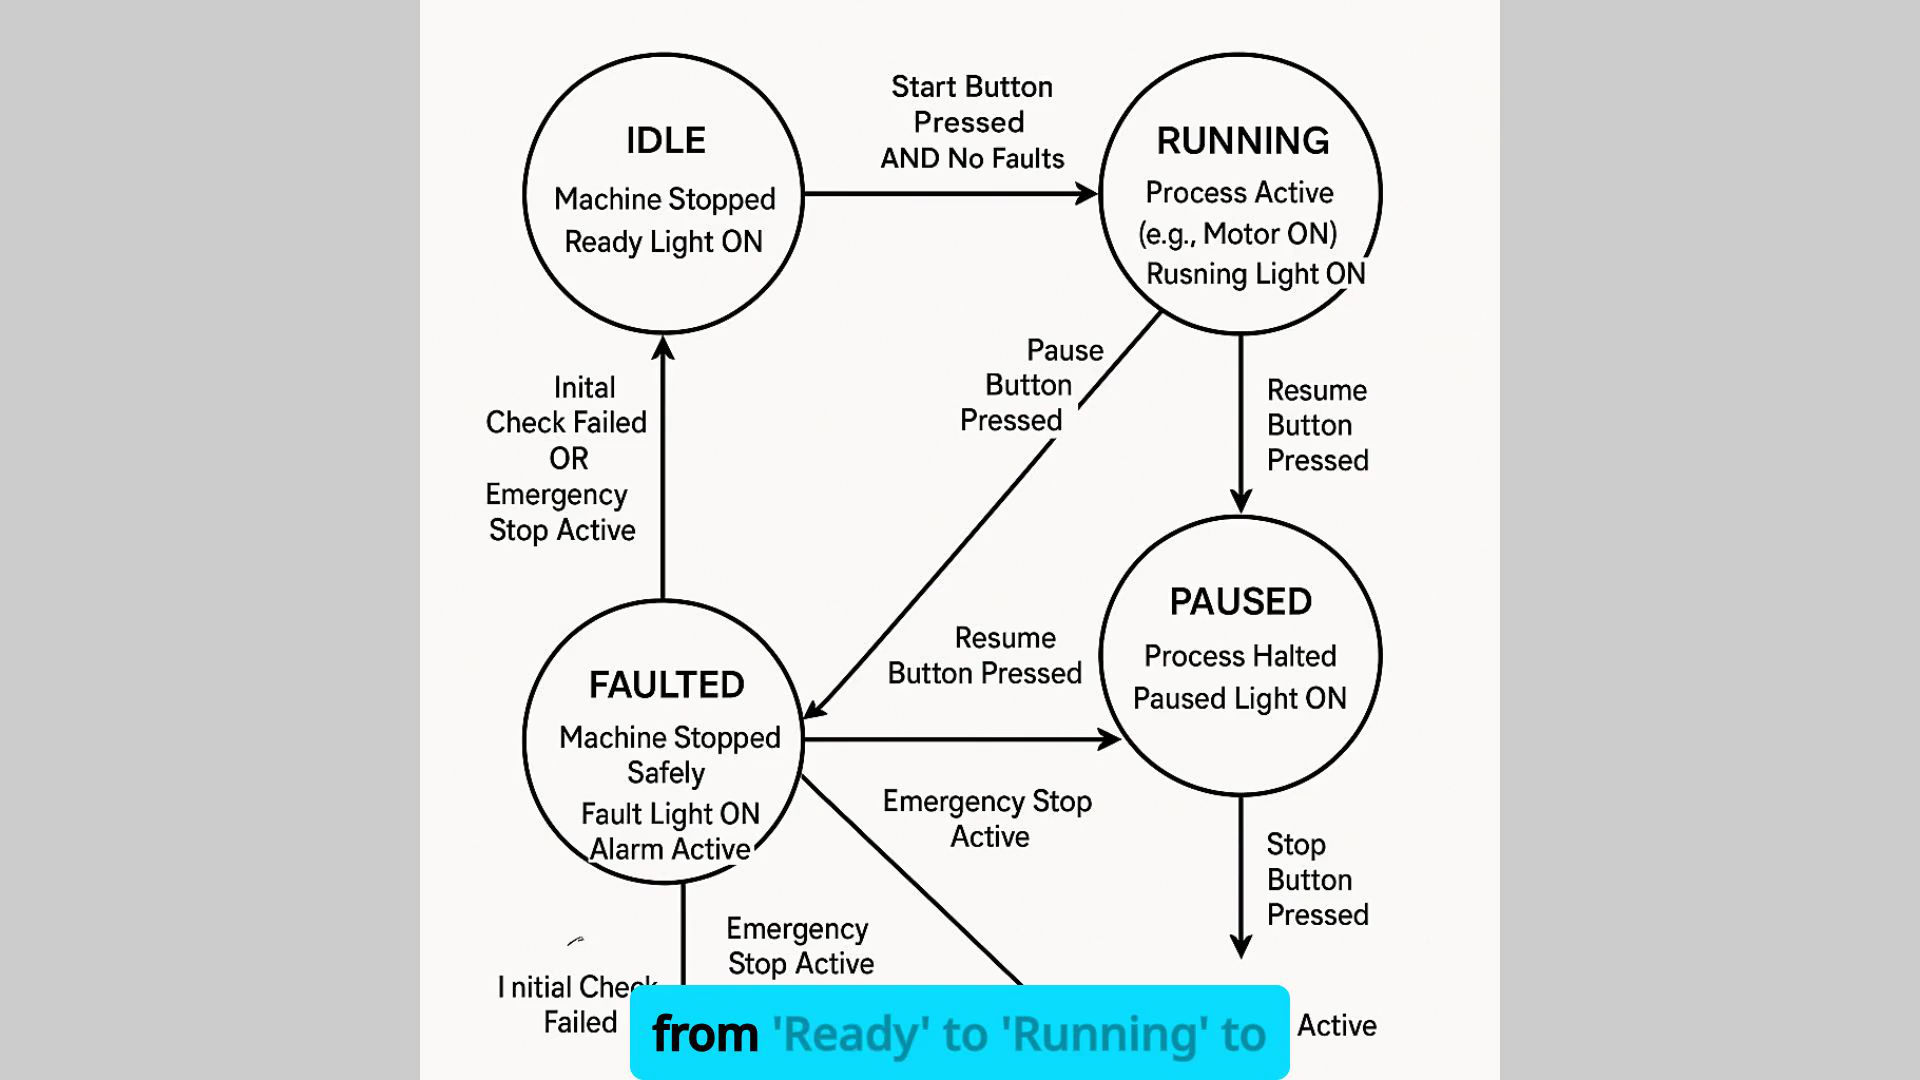 IDLE
Machine Stopped
Ready Light ON
Start Button
Pressed
AND No Faults
RUNNING
Process Active
(e.g., Motor ON)
Rusning Light ON
Inital
Check Failed
OR
Emergency
Stop Active
Pause
Button
Pressed
Resume
Button
Pressed
FAULTED
Machine Stopped
Safely
Fault Light ON
Alarm Active
Resume
Button Pressed
PAUSED
Process Halted
Paused Light ON
Emergency Stop
Active
Stop
Button
Pressed
Emergency
Stop Active
I nitial Check
Failed
Active
from 'Ready' to 'Running' to